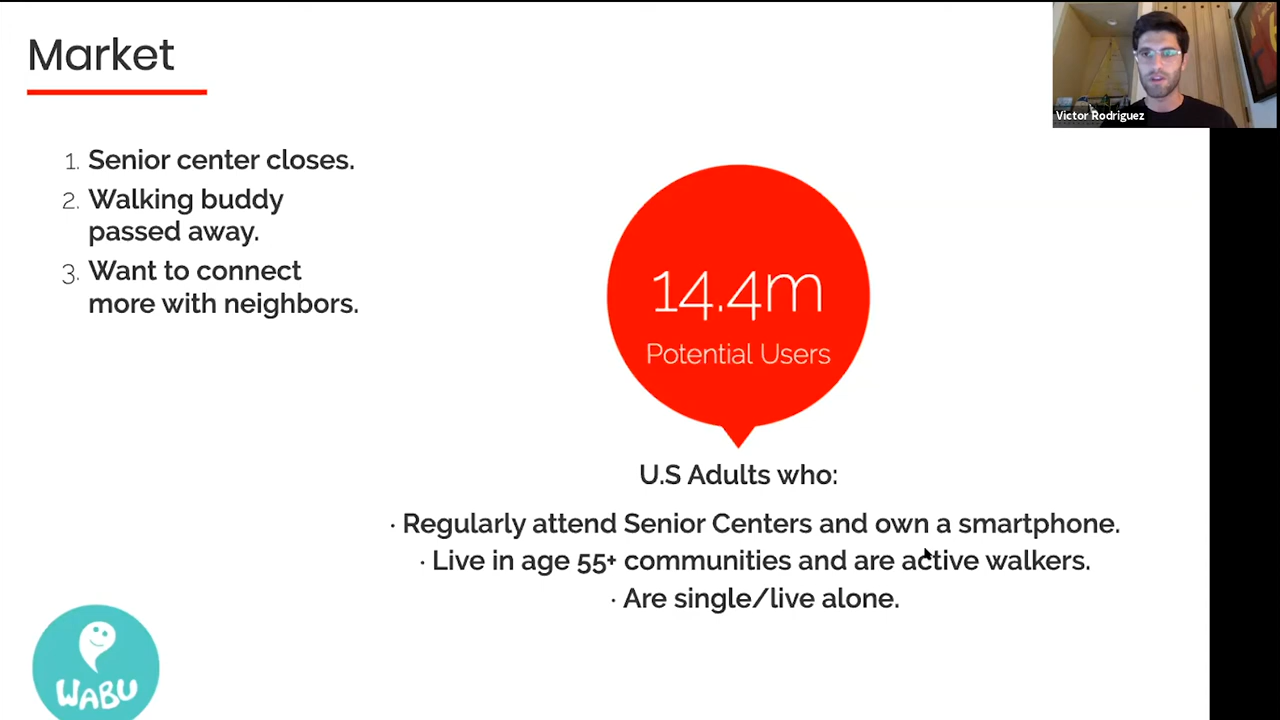 Market
Victor Rodriguez
1. Senior center closes.
2. Walking buddy
passed away.
3. Want to connect
more with neighbors.
14.4m
Potential Users
U.S Adults who:
· Regularly attend Senior Centers and own a smartphone.
· Live in age 55+ communities and are active walkers.
· Are single/live alone.
WABU